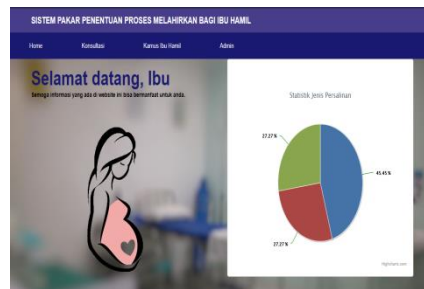 SISTEM PAKAR PENENTUAN PROSES MELAHIRKAN BAGI IBU HAMIL
Home Konsultasi Kamus Ibu Hamil Admin
Selamat datang, Ibu
Semoga informasi yang ada di website ini bisa bermanfaat untuk anda.
Statistik Jenis Persalinan
27.27 %
45.45 %
27.27 %
Highcharts.com